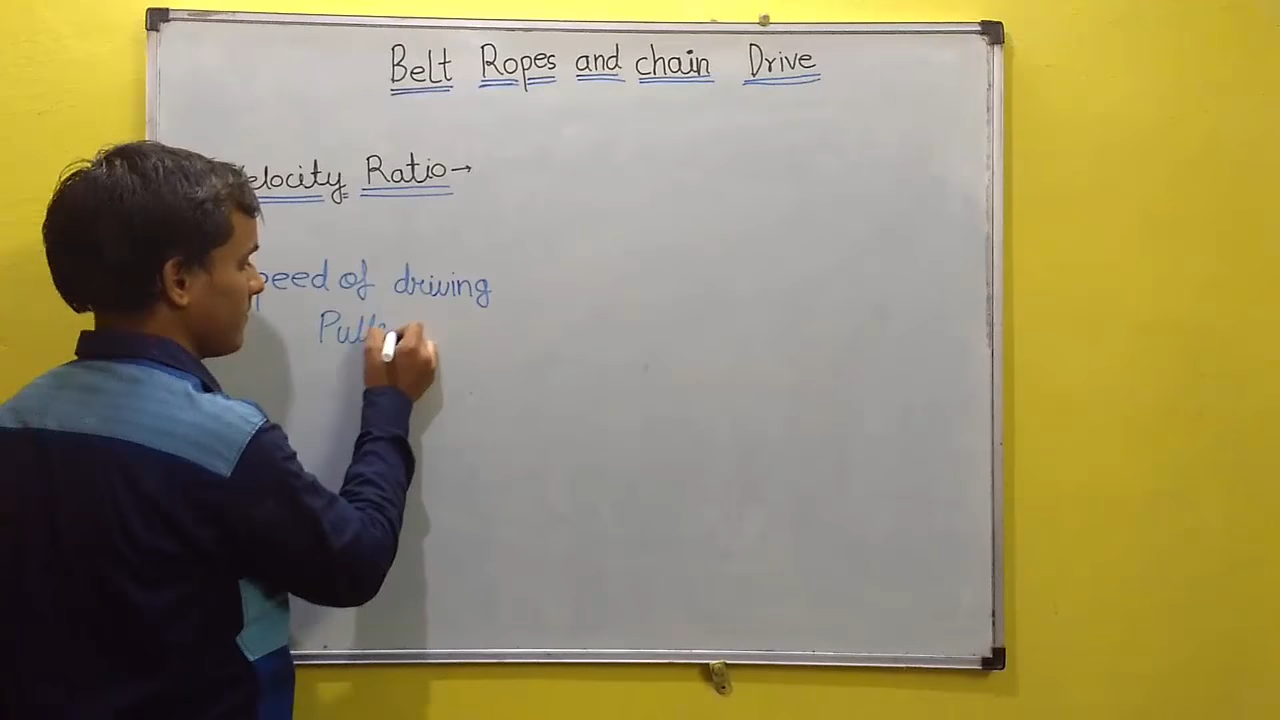 Belt Ropes and chain Drive
elocity Ratio→
peed of driving
Pull